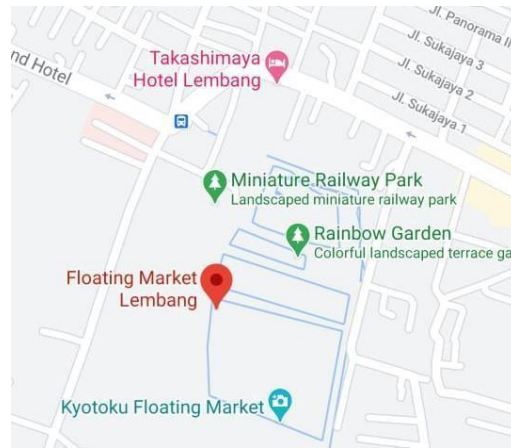 Jl. Panorama II
Jl. Sukajaya 3
Jl. Sukajaya 2
Jl. Sukajaya 1
Takashimaya
Hotel Lembang
nd Hotel
Miniature Railway Park
Landscaped miniature railway park
Rainbow Garden
Colorful landscaped terrace ga
Floating Market
Lembang
Kyotoku Floating Market